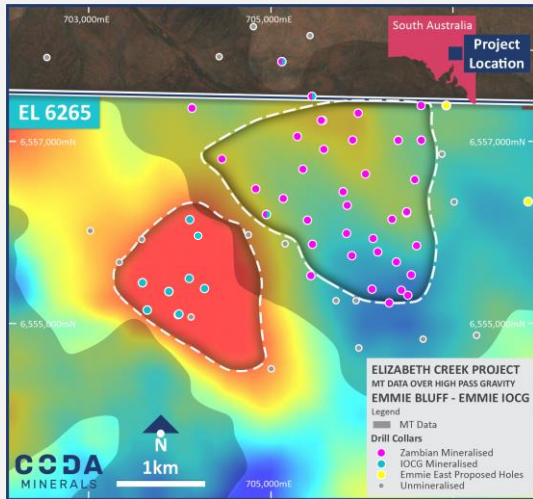 703,000mE
705,000mE
South Australia
Project
Location
EL 6265
6,557,000mN
6,557,000mN
6,555,000mN
6,555,000mN
ELIZABETH CREEK PROJECT
MT DATA OVER HIGH PASS GRAVITY
EMMIE BLUFF - EMMIE IOCG
Legend
MT Data
Drill Collars
Zambian Mineralised
IOCG Mineralised
Emmie East Proposed Holes
Unmineralised
N
1km
CODA
MINERALS
705,000mE